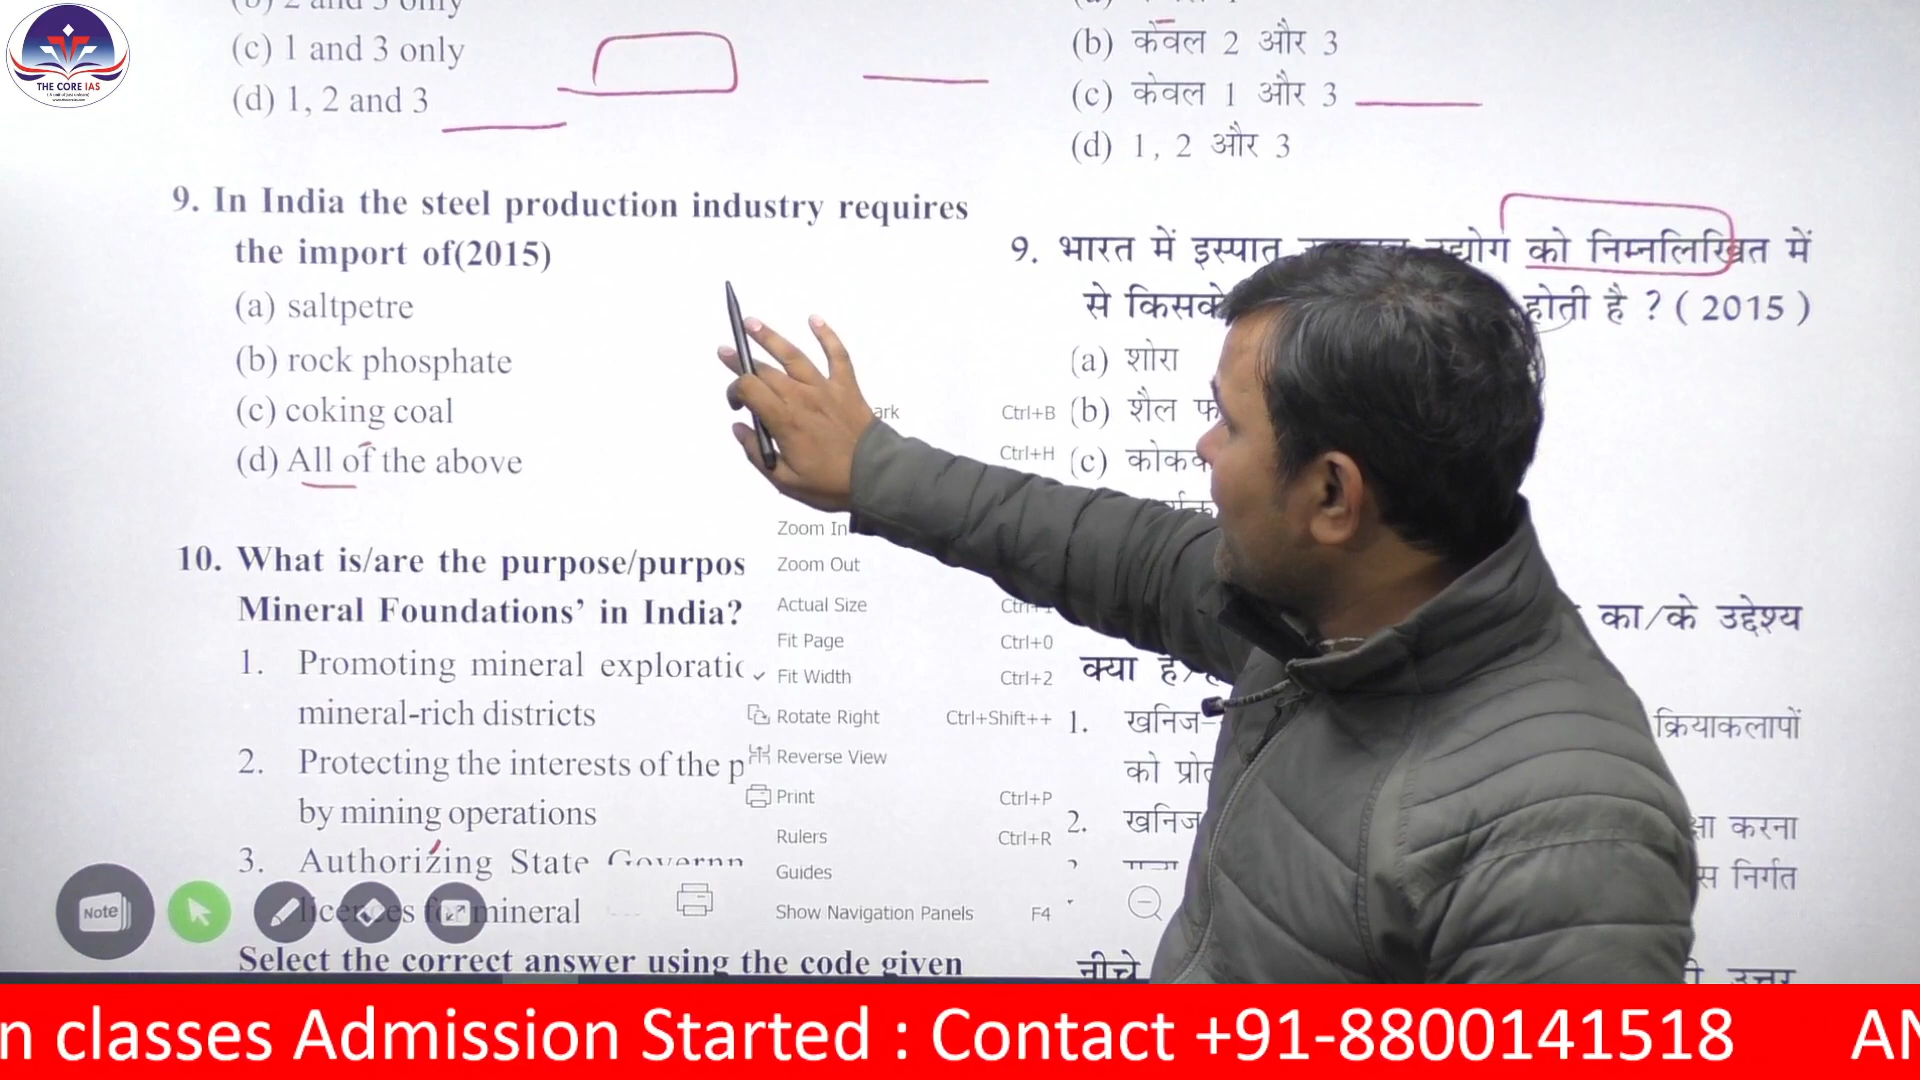 THE CORE IAS
(c) 1 and 3 only
(d) 1, 2 and 3
9. In India the steel production industry requires
the import of(2015)
(a) saltpetre
(b) rock phosphate
(c) coking coal
(d) All of the above
10. What is/are the purpose/purpos
Mineral Foundations’ in India?
1. Promoting mineral exploratic
mineral-rich districts
2. Protecting the interests of the p
by mining operations
3. Authorizing State
mineral
Select the correct answer using the code given
(b) केवल 2 और 3
(c) केवल 1 और 3
(d) 1, 2 और 3
9. भारत में इस्पात को निम्नलिखित में
से होती है ? ( 2015 )
(a) शोरा
(b) शैल
(c)
का/के उद्देश्य
क्या
1. खनिज- क्रियाकलापों
को
2. करना
निर्गत
नीचे उत्तर
Ctrl+B
Ctrl+H
Zoom In
Zoom Out
Actual Size
Fit Page Ctrl+0
Fit Width Ctrl+2
Rotate Right Ctrl+Shift++
Reverse View
Print Ctrl+P
Rulers Ctrl+R
Guides
Show Navigation Panels F4
Note
n classes Admission Started : Contact +91-8800141518 AN